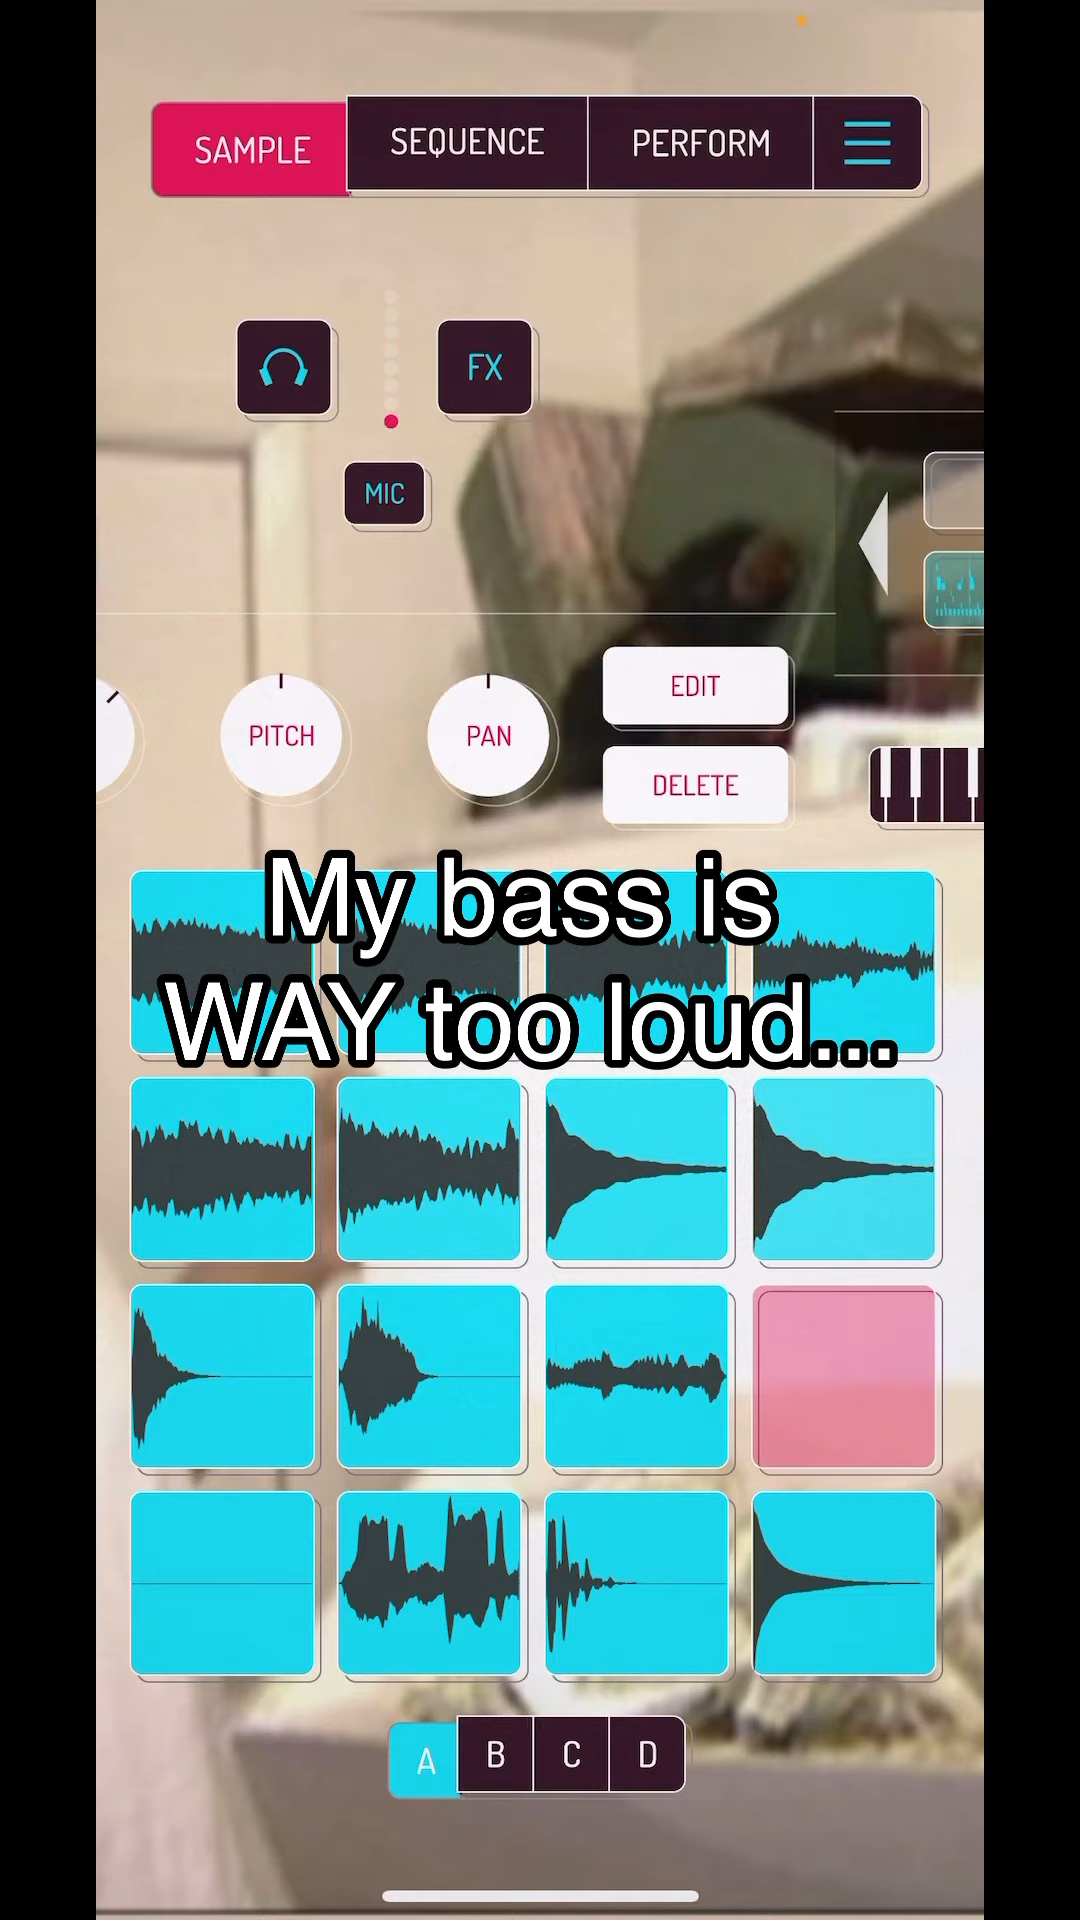 SAMPLE SEQUENCE PERFORM
FX
MIC
PITCH PAN EDIT
DELETE
My bass is
WAY too loud...
A B C D